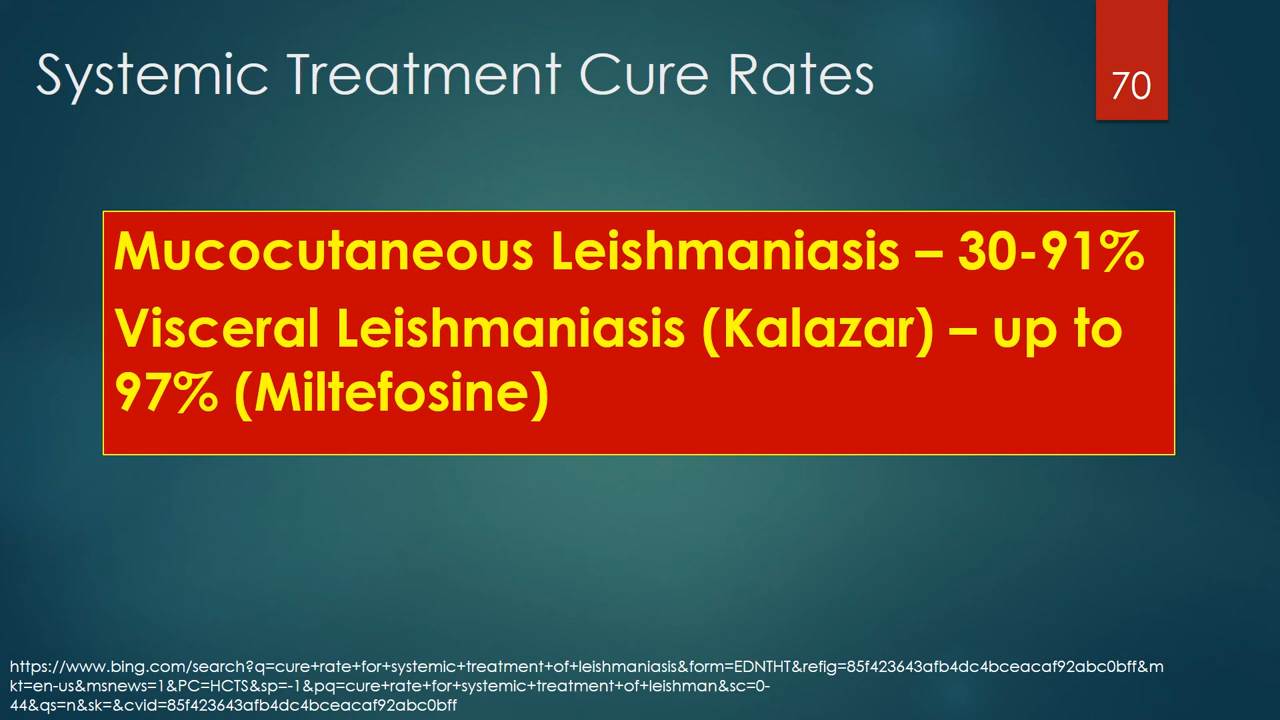 Systemic Treatment Cure Rates
70
Mucocutaneous Leishmaniasis – 30-91%
Visceral Leishmaniasis (Kalazar) – up to
97% (Miltefosine)
https://www.bing.com/search?q=cure+rate+for+systemic+treatment+of+leishmaniasis&form=EDNTHT&refig=85f423643afb4dc4bceacaf92abc0bff&m
kt=en-us&msnews=1&PC=HCTS&sp=-1&pq=cure+rate+for+systemic+treatment+of+leishman&sc=0-
44&qs=n&sk=&cvid=85f423643afb4dc4bceacaf92abc0bff